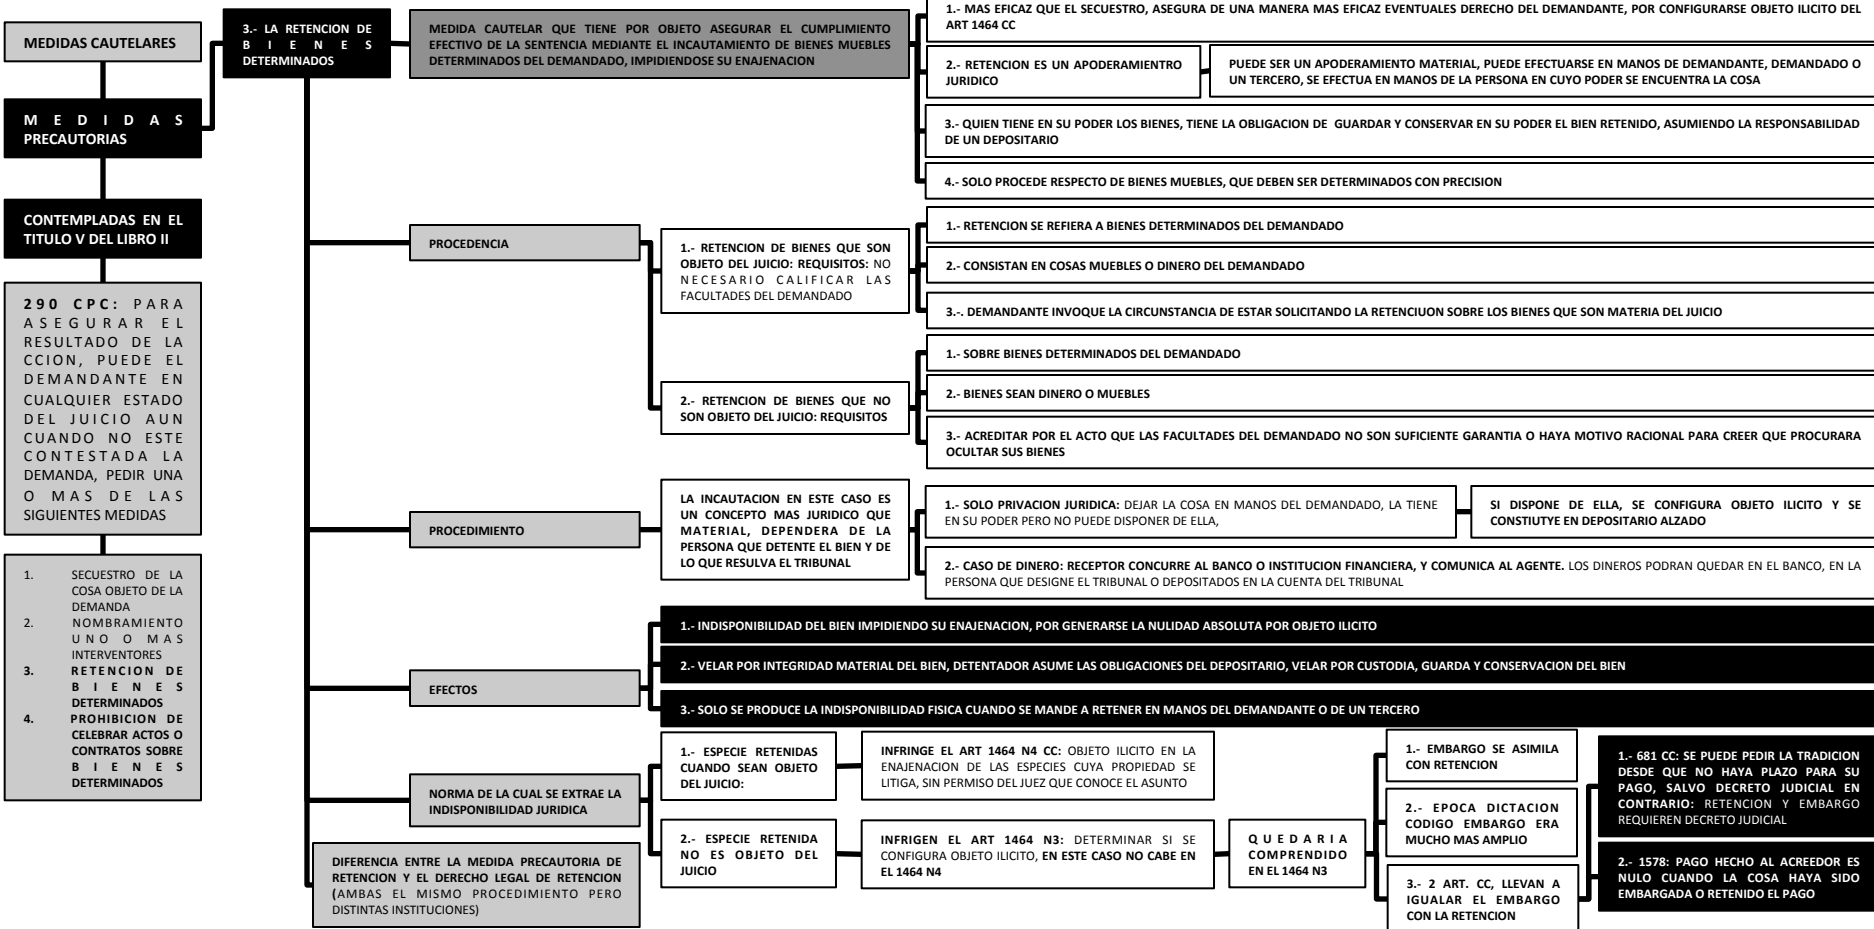 MEDIDAS CAUTELARES
M E D I D A S
PRECAUTORIAS
CONTEMPLADAS EN EL
TITULO V DEL LIBRO II
290 CPC: PARA
ASEGURAR EL
RESULTADO DE LA
CCION, PUEDE EL
DEMANDANTE EN
CUALQUIER ESTADO
DEL JUICIO AUN
CUANDO NO ESTE
CONTESTADA LA
DEMANDA, PEDIR UNA
O MAS DE LAS
SIGUIENTES MEDIDAS
1. SECUESTRO DE LA
COSA OBJETO DE LA
DEMANDA
2. NOMBRAMIENTO
UNO O MAS
INTERVENTORES
3. RETENCION DE
B I E N E S
DETERMINADOS
4. PROHIBICION DE
CELEBRAR ACTOS O
CONTRATOS SOBRE
B I E N E S
DETERMINADOS
3.- LA RETENCION DE
B I E N E S
DETERMINADOS
MEDIDA CAUTELAR QUE TIENE POR OBJETO ASEGURAR EL CUMPLIMIENTO
EFECTIVO DE LA SENTENCIA MEDIANTE EL INCAUTAMIENTO DE BIENES MUEBLES
DETERMINADOS DEL DEMANDADO, IMPIDIENDOSE SU ENAJENACION
1.- MAS EFICAZ QUE EL SECUESTRO, ASEGURA DE UNA MANERA MAS EFICAZ EVENTUALES DERECHO DEL DEMANDANTE, POR CONFIGURARSE OBJETO ILICITO DEL
ART 1464 CC
2.- RETENCION ES UN APODERAMIENTRO
JURIDICO
PUEDE SER UN APODERAMIENTO MATERIAL, PUEDE EFECTUARSE EN MANOS DE DEMANDANTE, DEMANDADO O
UN TERCERO, SE EFECTUA EN MANOS DE LA PERSONA EN CUYO PODER SE ENCUENTRA LA COSA
3.- QUIEN TIENE EN SU PODER LOS BIENES, TIENE LA OBLIGACION DE GUARDAR Y CONSERVAR EN SU PODER EL BIEN RETENIDO, ASUMIENDO LA RESPONSABILIDAD
DE UN DEPOSITARIO
4.- SOLO PROCEDE RESPECTO DE BIENES MUEBLES, QUE DEBEN SER DETERMINADOS CON PRECISION
PROCEDENCIA
1.- RETENCION DE BIENES QUE SON
OBJETO DEL JUICIO: REQUISITOS: NO
NECESARIO CALIFICAR LAS
FACULTADES DEL DEMANDADO
1.- RETENCION SE REFIERA A BIENES DETERMINADOS DEL DEMANDADO
2.- CONSISTAN EN COSAS MUEBLES O DINERO DEL DEMANDADO
3.-. DEMANDANTE INVOQUE LA CIRCUNSTANCIA DE ESTAR SOLICITANDO LA RETENCIUON SOBRE LOS BIENES QUE SON MATERIA DEL JUICIO
2.- RETENCION DE BIENES QUE NO
SON OBJETO DEL JUICIO: REQUISITOS
1.- SOBRE BIENES DETERMINADOS DEL DEMANDADO
2.- BIENES SEAN DINERO O MUEBLES
3.- ACREDITAR POR EL ACTO QUE LAS FACULTADES DEL DEMANDADO NO SON SUFICIENTE GARANTIA O HAYA MOTIVO RACIONAL PARA CREER QUE PROCURARA
OCULTAR SUS BIENES
PROCEDIMIENTO
LA INCAUTACION EN ESTE CASO ES
UN CONCEPTO MAS JURIDICO QUE
MATERIAL, DEPENDERA DE LA
PERSONA QUE DETENTE EL BIEN Y DE
LO QUE RESULVA EL TRIBUNAL
1.- SOLO PRIVACION JURIDICA: DEJAR LA COSA EN MANOS DEL DEMANDADO, LA TIENE
EN SU PODER PERO NO PUEDE DISPONER DE ELLA,
SI DISPONE DE ELLA, SE CONFIGURA OBJETO ILICITO Y SE
CONSTIUTYE EN DEPOSITARIO ALZADO
2.- CASO DE DINERO: RECEPTOR CONCURRE AL BANCO O INSTITUCION FINANCIERA, Y COMUNICA AL AGENTE. LOS DINEROS PODRAN QUEDAR EN EL BANCO, EN LA
PERSONA QUE DESIGNE EL TRIBUNAL O DEPOSITADOS EN LA CUENTA DEL TRIBUNAL
EFECTOS
1.- INDISPONIBILIDAD DEL BIEN IMPIDIENDO SU ENAJENACION, POR GENERARSE LA NULIDAD ABSOLUTA POR OBJETO ILICITO
2.- VELAR POR INTEGRIDAD MATERIAL DEL BIEN, DETENTADOR ASUME LAS OBLIGACIONES DEL DEPOSITARIO, VELAR POR CUSTODIA, GUARDA Y CONSERVACION DEL BIEN
3.- SOLO SE PRODUCE LA INDISPONIBILIDAD FISICA CUANDO SE MANDE A RETENER EN MANOS DEL DEMANDANTE O DE UN TERCERO
NORMA DE LA CUAL SE EXTRAE LA
INDISPONIBILIDAD JURIDICA
1.- ESPECIE RETENIDAS
CUANDO SEAN OBJETO
DEL JUICIO:
INFRINGE EL ART 1464 N4 CC: OBJETO ILICITO EN LA
ENAJENACION DE LAS ESPECIES CUYA PROPIEDAD SE
LITIGA, SIN PERMISO DEL JUEZ QUE CONOCE EL ASUNTO
2.- ESPECIE RETENIDA
NO ES OBJETO DEL
JUICIO
INFRIGEN EL ART 1464 N3: DETERMINAR SI SE
CONFIGURA OBJETO ILICITO, EN ESTE CASO NO CABE EN
EL 1464 N4
Q U E D A R I A
COMPRENDIDO
EN EL 1464 N3
1.- EMBARGO SE ASIMILA
CON RETENCION
2.- EPOCA DICTACION
CODIGO EMBARGO ERA
MUCHO MAS AMPLIO
3.- 2 ART. CC, LLEVAN A
IGUALAR EL EMBARGO
CON LA RETENCION
1.- 681 CC: SE PUEDE PEDIR LA TRADICION
DESDE QUE NO HAYA PLAZO PARA SU
PAGO, SALVO DECRETO JUDICIAL EN
CONTRARIO: RETENCION Y EMBARGO
REQUIEREN DECRETO JUDICIAL
2.- 1578: PAGO HECHO AL ACREEDOR ES
NULO CUANDO LA COSA HAYA SIDO
EMBARGADA O RETENIDO EL PAGO
DIFERENCIA ENTRE LA MEDIDA PRECAUTORIA DE
RETENCION Y EL DERECHO LEGAL DE RETENCION
(AMBAS EL MISMO PROCEDIMIENTO PERO
DISTINTAS INSTITUCIONES)